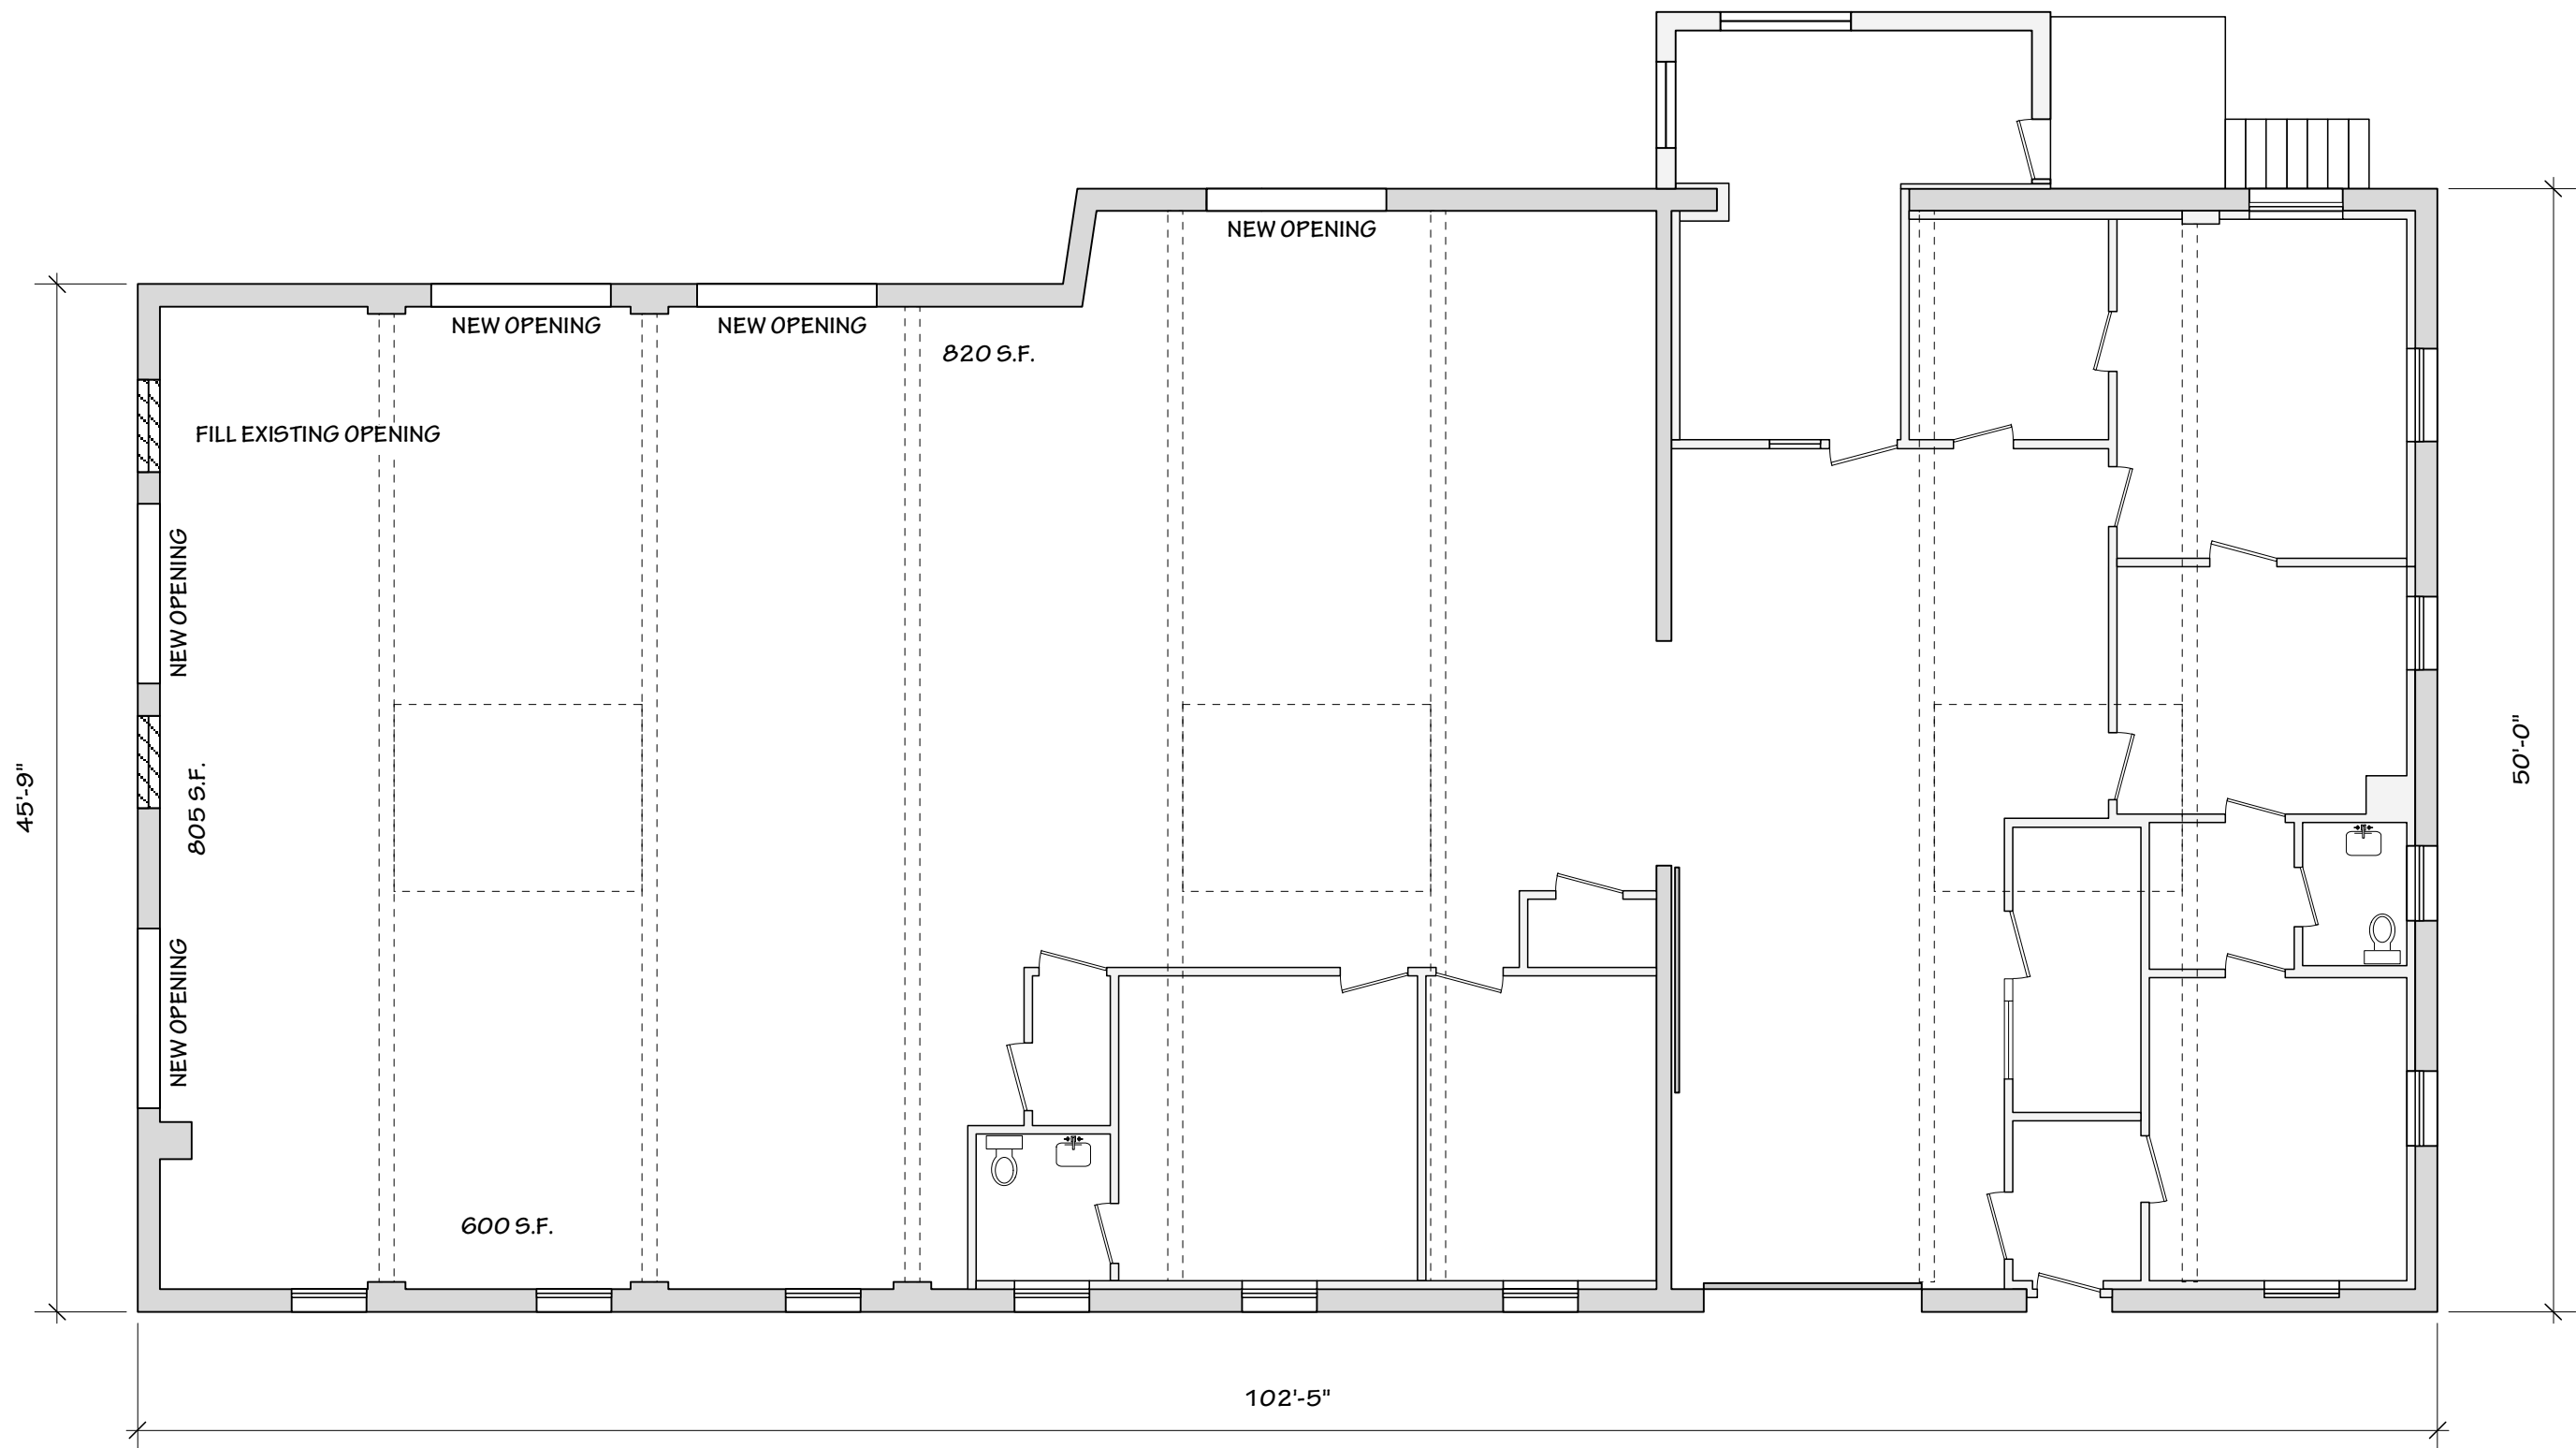 NEW OPENING
NEW OPENING
NEW OPENING
820 S.F.
FILL EXISTING OPENING
NEW OPENING
45'-9"
805 S.F.
50'-0"
NEW OPENING
600 S.F.
102'-5"